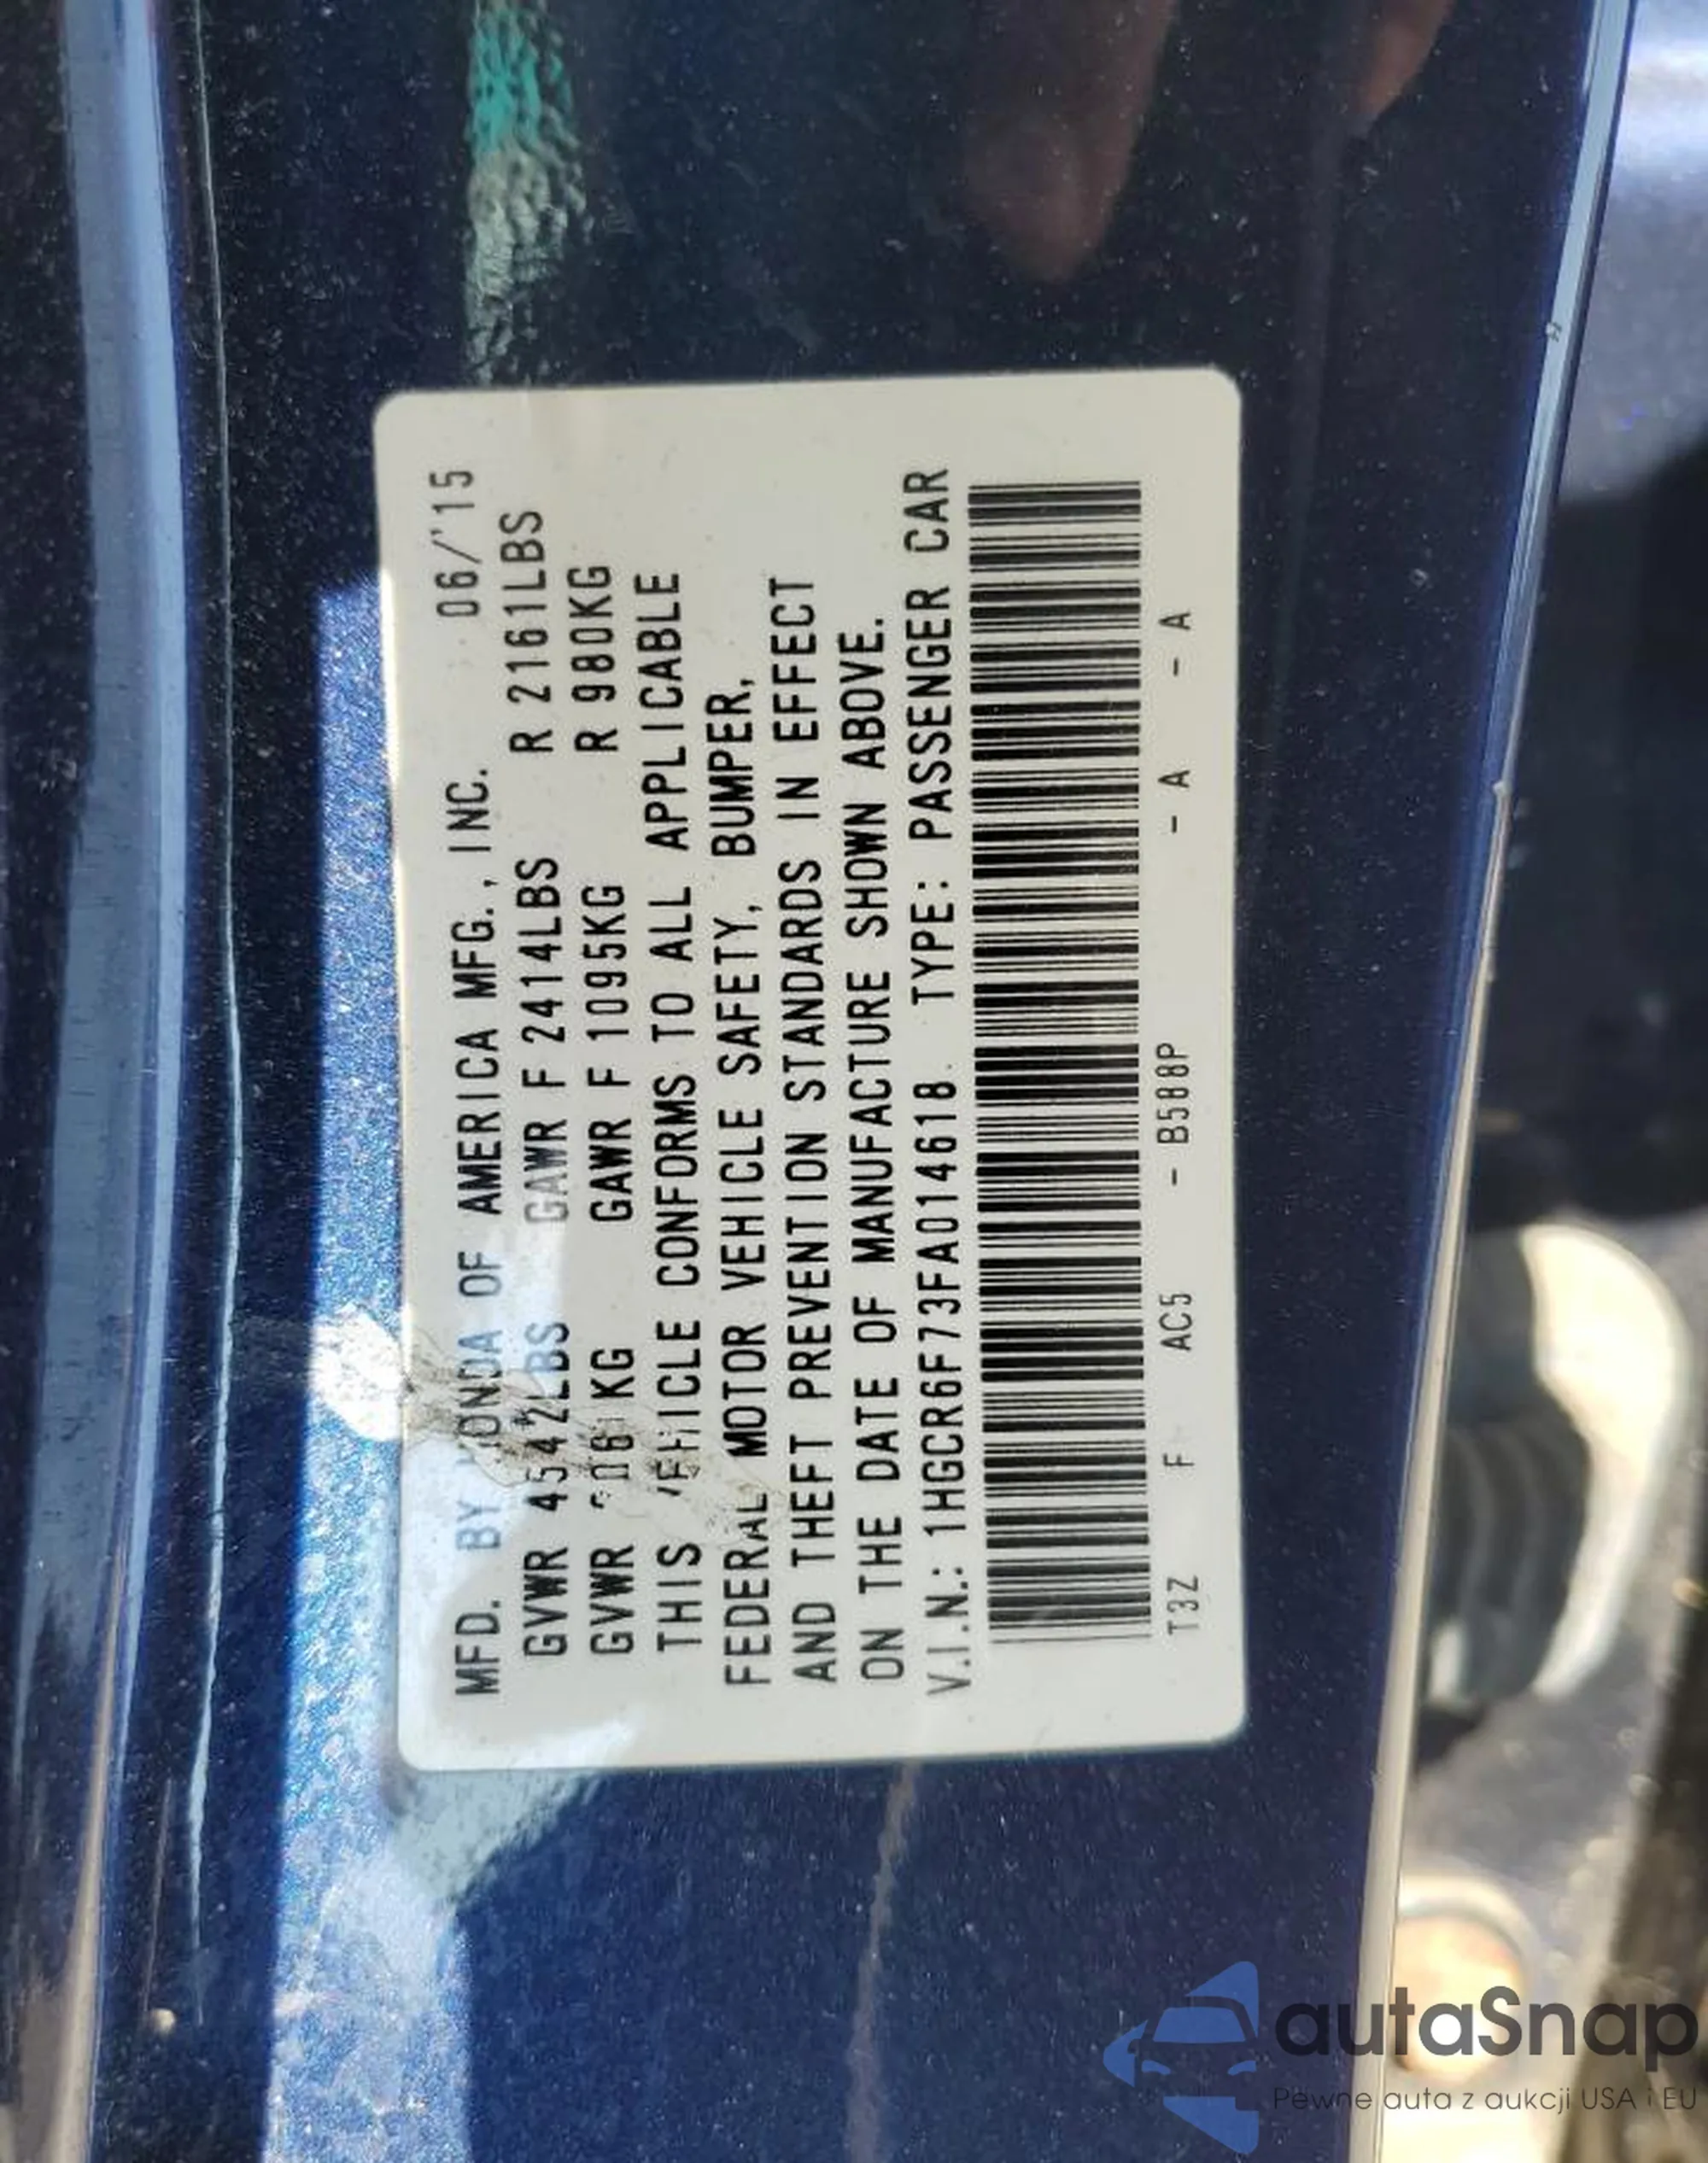 MFD. BY HONDA OF AMERICA MFG., INC. 06/'15
GVWR 4542LBS GAWR F 2414LBS R 2161LBS
GVWR KG GAWR F 1095KG R 980KG
THIS VEHICLE CONFORMS TO ALL APPLICABLE
FEDERAL MOTOR VEHICLE SAFETY, BUMPER,
AND THEFT PREVENTION STANDARDS IN EFFECT
ON THE DATE OF MANUFACTURE SHOWN ABOVE.
V.I.N.: 1HGCR6F73FA014618 TYPE: PASSENGER CAR
T3Z F AC5 - B588P - A - A
autaSnap
Pewne auta z aukcji USA i EU